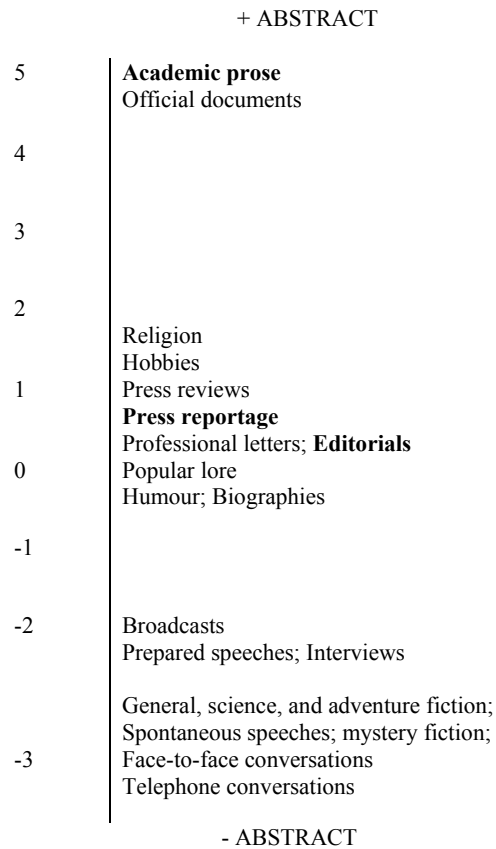 + ABSTRACT
5 Academic prose
Official documents
4
3
2
Religion
Hobbies
1 Press reviews
Press reportage
Professional letters; Editorials
0 Popular lore
Humour; Biographies
-1
-2 Broadcasts
Prepared speeches; Interviews
General, science, and adventure fiction;
Spontaneous speeches; mystery fiction;
-3 Face-to-face conversations
Telephone conversations
- ABSTRACT